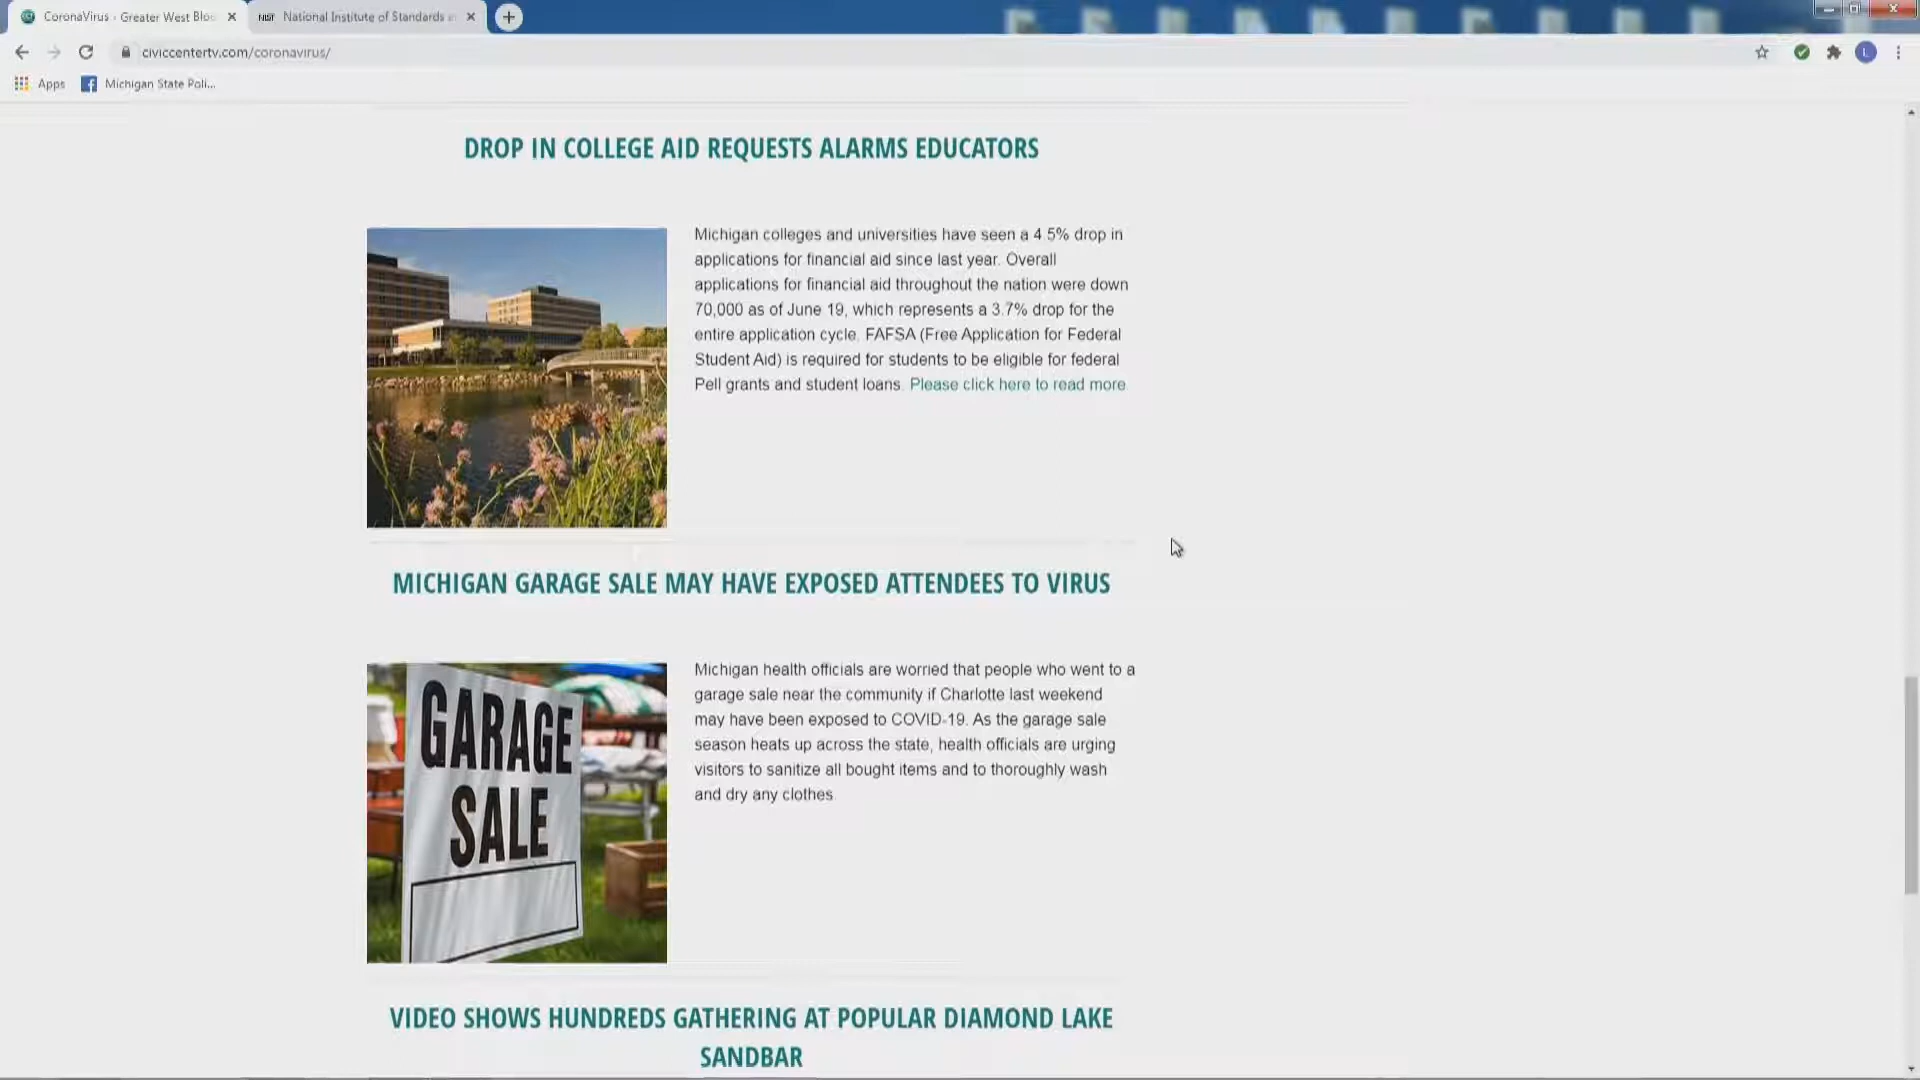 CoronaVirus - Greater West Bloo
NIST National Institute of Standards a
civiccentertv.com/coronavirus/
L
Apps
Michigan State Poli...
DROP IN COLLEGE AID REQUESTS ALARMS EDUCATORS
Michigan colleges and universities have seen a 4.5% drop in
applications for financial aid since last year. Overall
applications for financial aid throughout the nation were down
70,000 as of June 19, which represents a 3.7% drop for the
entire application cycle. FAFSA (Free Application for Federal
Student Aid) is required for students to be eligible for federal
Pell grants and student loans. Please click here to read more.
MICHIGAN GARAGE SALE MAY HAVE EXPOSED ATTENDEES TO VIRUS
GARAGE
SALE
Michigan health officials are worried that people who went to a
garage sale near the community if Charlotte last weekend
may have been exposed to COVID-19. As the garage sale
season heats up across the state, health officials are urging
visitors to sanitize all bought items and to thoroughly wash
and dry any clothes.
VIDEO SHOWS HUNDREDS GATHERING AT POPULAR DIAMOND LAKE
SANDBAR